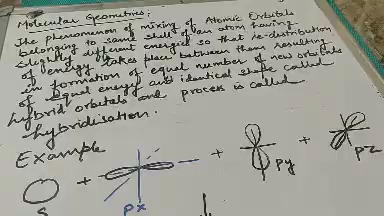 Molecular Geometries:
The phenomenon of mixing of Atomic Orbitals
belonging to same shell of an atom having
slightly different energies so that re-distribution
of energy takes place between them resulting
in formation of equal number of new orbitals
of equal energy and identical shape called
hybrid orbitals and process is called
-hybridisation.
Example
+ + +
S px py pz